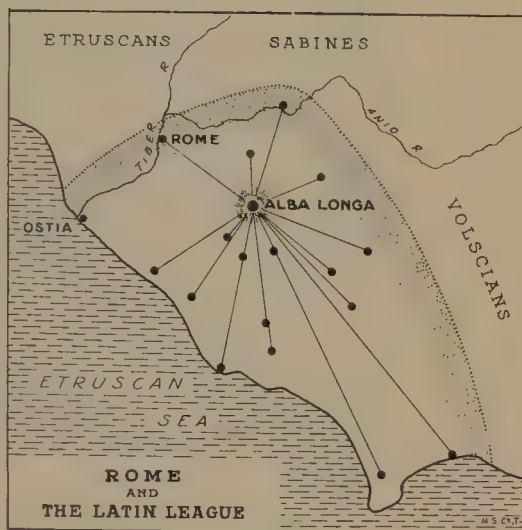 ETRUSCANS
SABINES
TIBER R
ANIO R.
ROME
ALBA LONGA
OSTIA
VOLSCIANS
ETRUSCAN
SEA
ROME
AND
THE LATIN LEAGUE